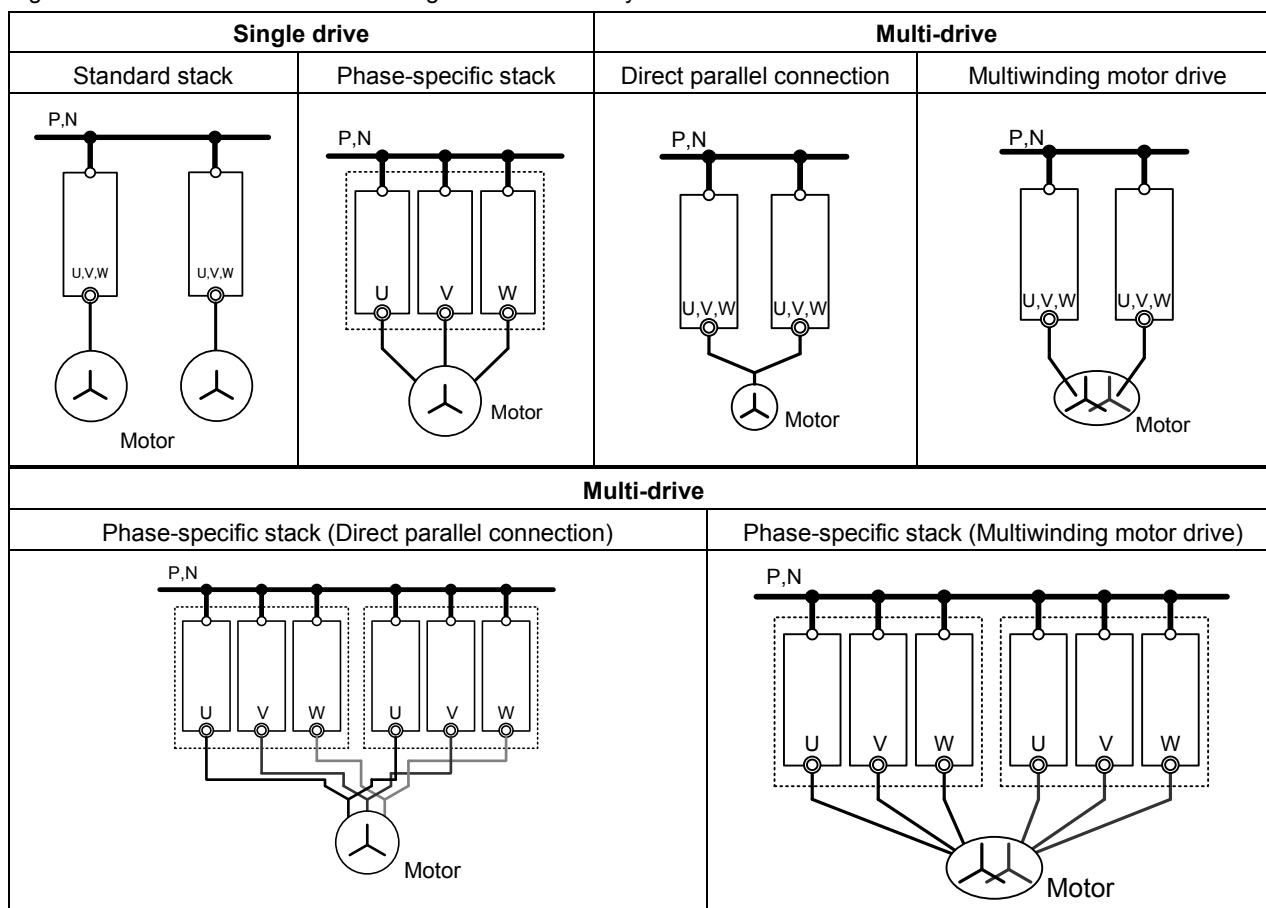 Single drive
Multi-drive
Standard stack
Phase-specific stack
Direct parallel connection
Multiwinding motor drive
P,N
U,V,W
U,V,W
Motor
P,N
U
V
W
Motor
P,N
U,V,W
U,V,W
Motor
P,N
U,V,W
U,V,W
Motor
Multi-drive
Phase-specific stack (Direct parallel connection)
Phase-specific stack (Multiwinding motor drive)
P,N
U
V
W
U
V
W
Motor
P,N
U
V
W
U
V
W
Motor